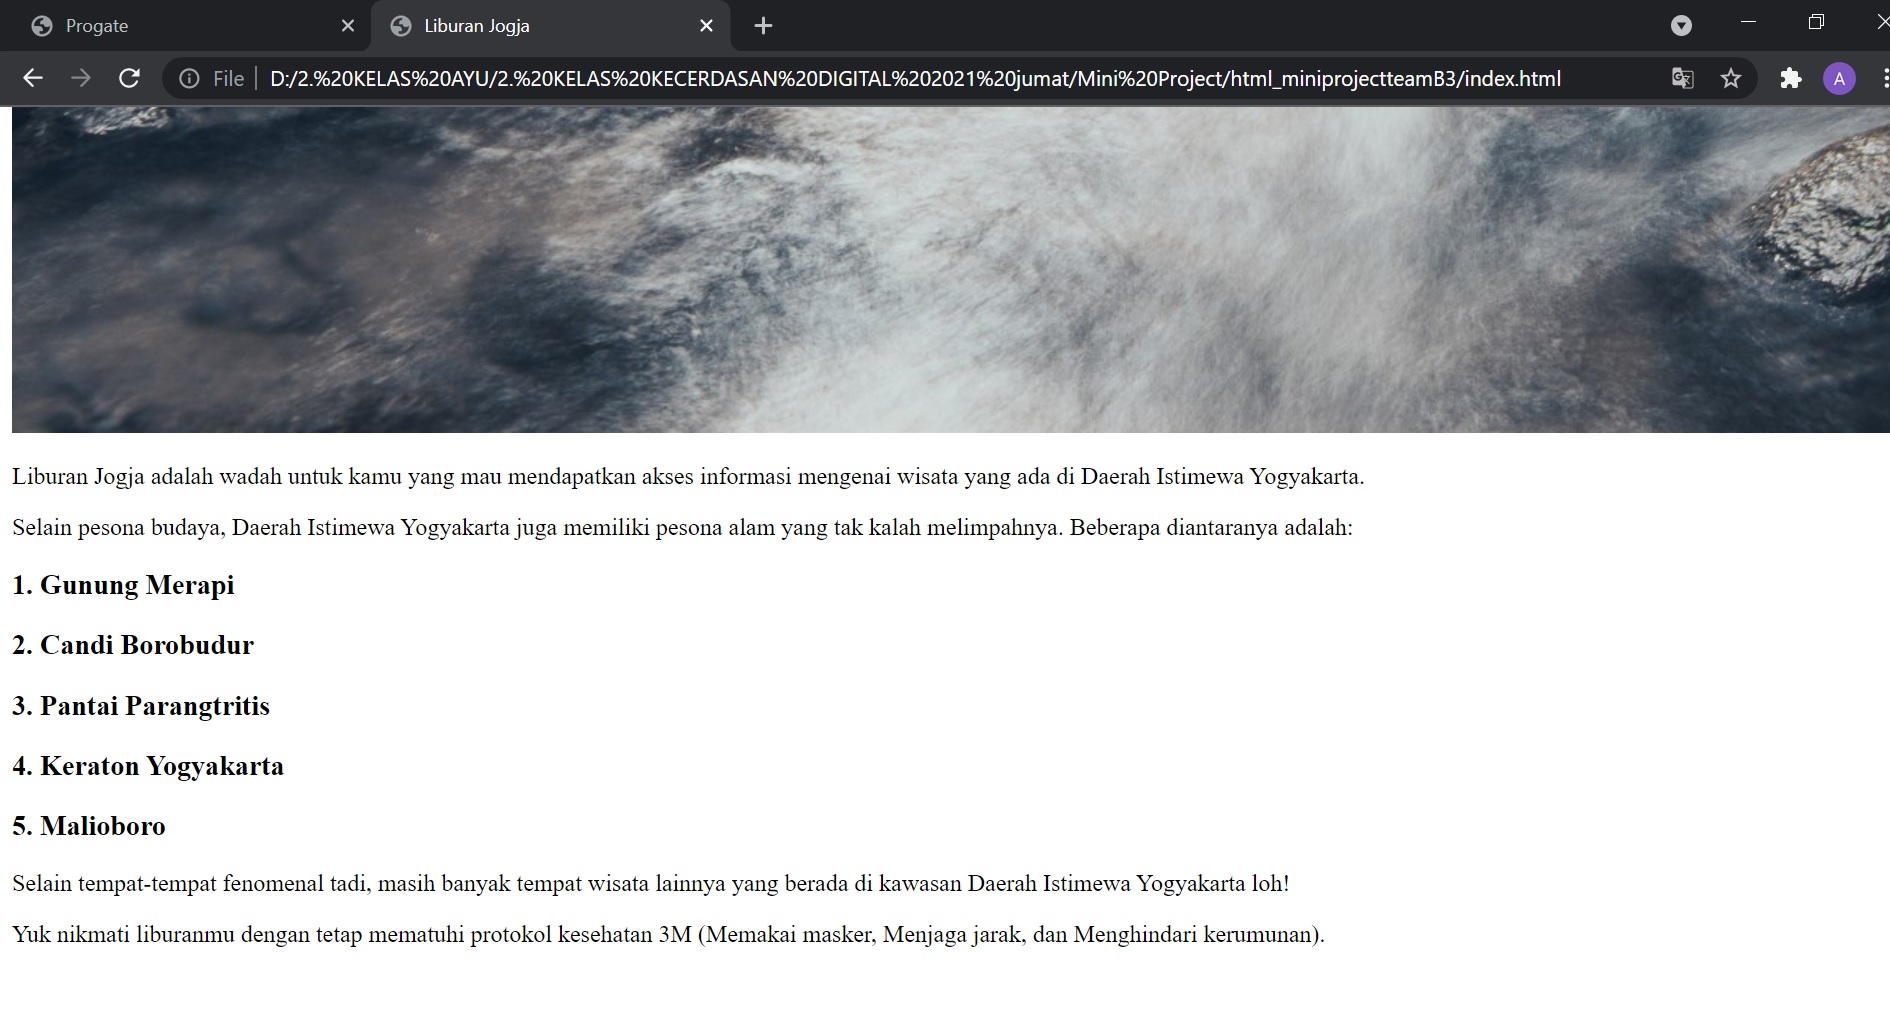 Progate
Liburan Jogja
File
D:/2.%20KELAS%20AYU/2.%20KELAS%20KECERDASAN%20DIGITAL%202021%20jumat/Mini%20Project/html_miniprojectteamB3/index.html
A
Liburan Jogja adalah wadah untuk kamu yang mau mendapatkan akses informasi mengenai wisata yang ada di Daerah Istimewa Yogyakarta.
Selain pesona budaya, Daerah Istimewa Yogyakarta juga memiliki pesona alam yang tak kalah melimpahnya. Beberapa diantaranya adalah:
1. Gunung Merapi
2. Candi Borobudur
3. Pantai Parangtritis
4. Keraton Yogyakarta
5. Malioboro
Selain tempat-tempat fenomenal tadi, masih banyak tempat wisata lainnya yang berada di kawasan Daerah Istimewa Yogyakarta loh!
Yuk nikmati liburanmu dengan tetap mematuhi protokol kesehatan 3M (Memakai masker, Menjaga jarak, dan Menghindari kerumunan).